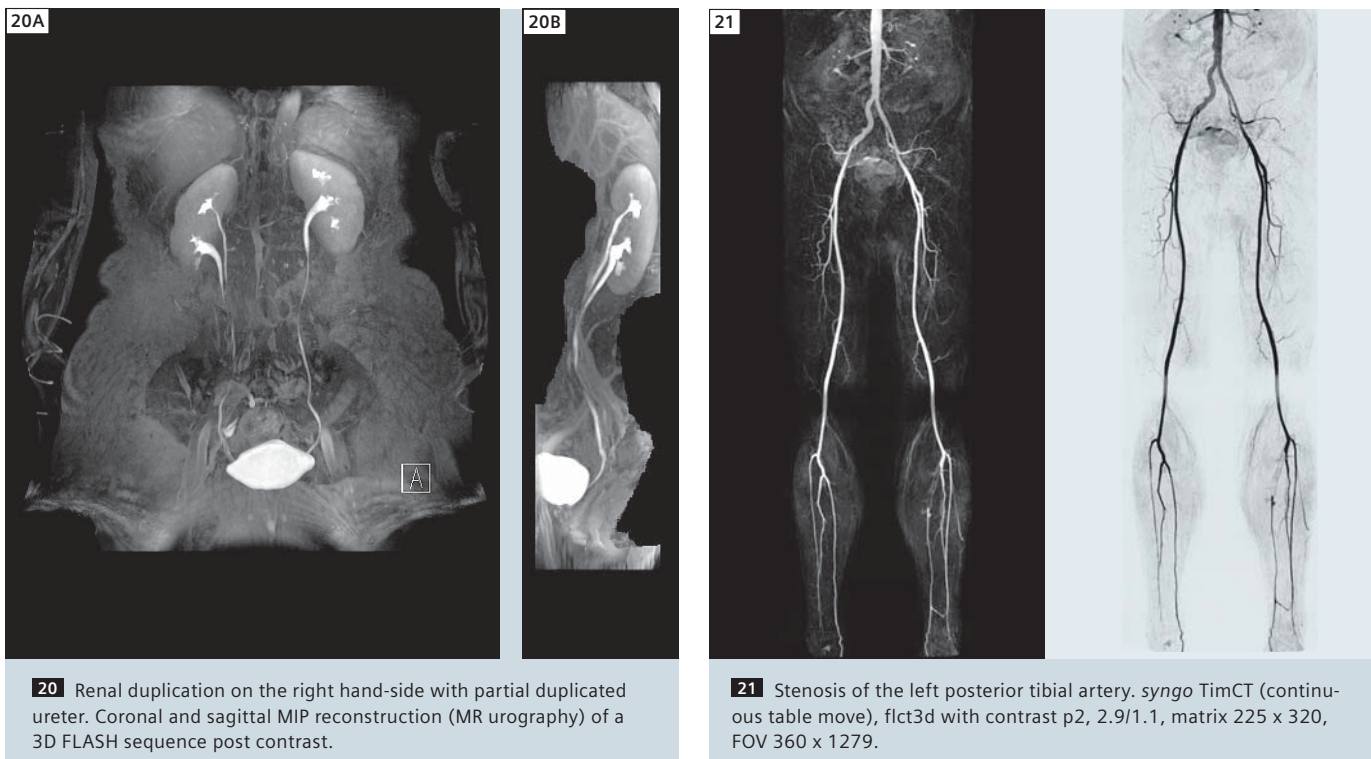 20A
20B
A
20 Renal duplication on the right hand-side with partial duplicated
ureter. Coronal and sagittal MIP reconstruction (MR urography) of a
3D FLASH sequence post contrast.
21
21 Stenosis of the left posterior tibial artery. syngo TimCT (continu-
ous table move), flct3d with contrast p2, 2.9/1.1, matrix 225 x 320,
FOV 360 x 1279.